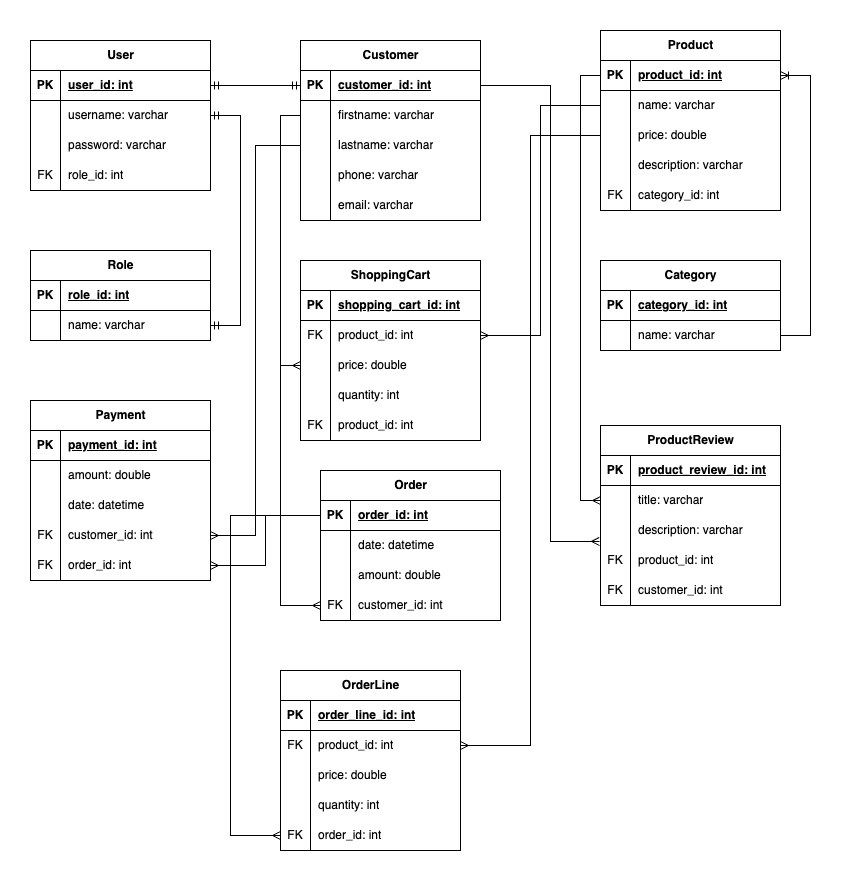 User
PK user_id: int
username: varchar
password: varchar
FK role_id: int
Customer
PK customer_id: int
firstname: varchar
lastname: varchar
phone: varchar
email: varchar
Product
PK product_id: int
name: varchar
price: double
description: varchar
FK category_id: int
Role
PK role_id: int
name: varchar
ShoppingCart
PK shopping_cart_id: int
FK product_id: int
price: double
quantity: int
FK product_id: int
Category
PK category_id: int
name: varchar
Payment
PK payment_id: int
amount: double
date: datetime
FK customer_id: int
FK order_id: int
Order
PK order_id: int
date: datetime
amount: double
FK customer_id: int
ProductReview
PK product_review_id: int
title: varchar
description: varchar
FK product_id: int
FK customer_id: int
OrderLine
PK order_line_id: int
FK product_id: int
price: double
quantity: int
FK order_id: int